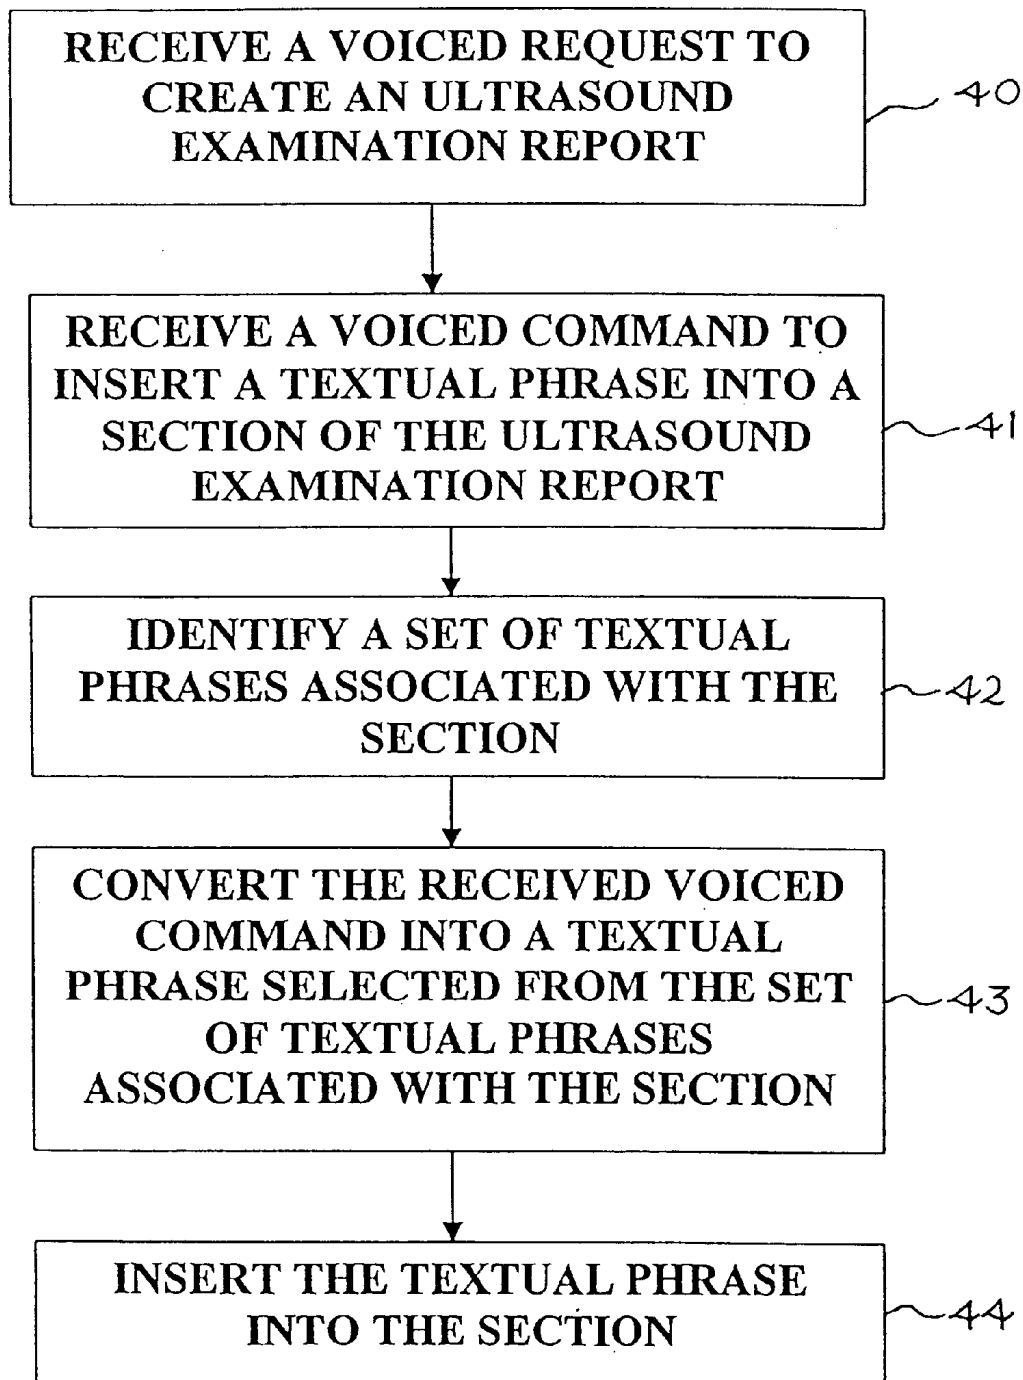 RECEIVE A VOICED REQUEST TO
CREATE AN ULTRASOUND
EXAMINATION REPORT
40
RECEIVE A VOICED COMMAND TO
INSERT A TEXTUAL PHRASE INTO A
SECTION OF THE ULTRASOUND
EXAMINATION REPORT
41
IDENTIFY A SET OF TEXTUAL
PHRASES ASSOCIATED WITH THE
SECTION
42
CONVERT THE RECEIVED VOICED
COMMAND INTO A TEXTUAL
PHRASE SELECTED FROM THE SET
OF TEXTUAL PHRASES
ASSOCIATED WITH THE SECTION
43
INSERT THE TEXTUAL PHRASE
INTO THE SECTION
44